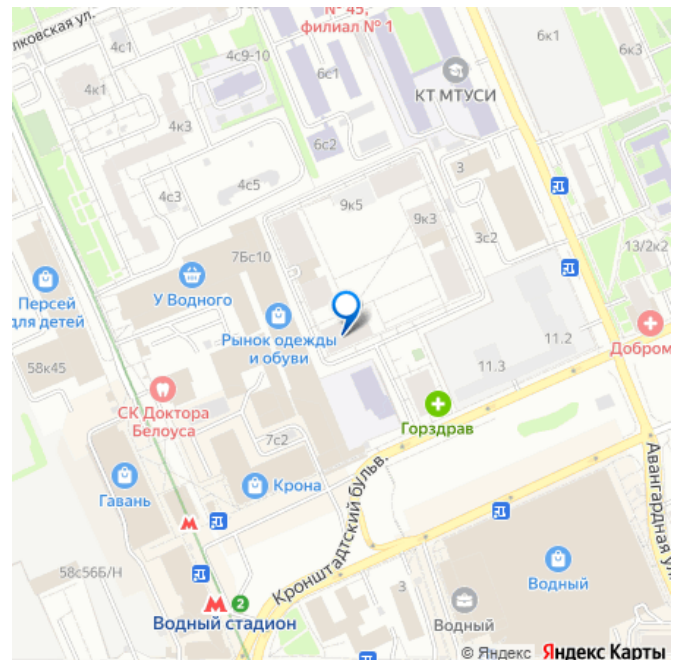 № 45,
филиал № 1
лковская ул.
4с1
4с9-10
6с1
6к1
6к3
4к1
КТ МТУСИ
4к3
6с2
3
4с3
4с5
9к5
9к3
3с2
13/2к2
7Бс10
У Водного
Персей
для детей
Рынок одежды
и обуви
11.2
Добром
58к45
11.3
СК Доктора
Белоуса
Горздрав
7с2
Крона
Гавань
Кронштадтский бульв.
Авангардная ул.
58с56Б/Н
Водный
3
2
Водный стадион
Водный
© Яндекс Яндекс Карты